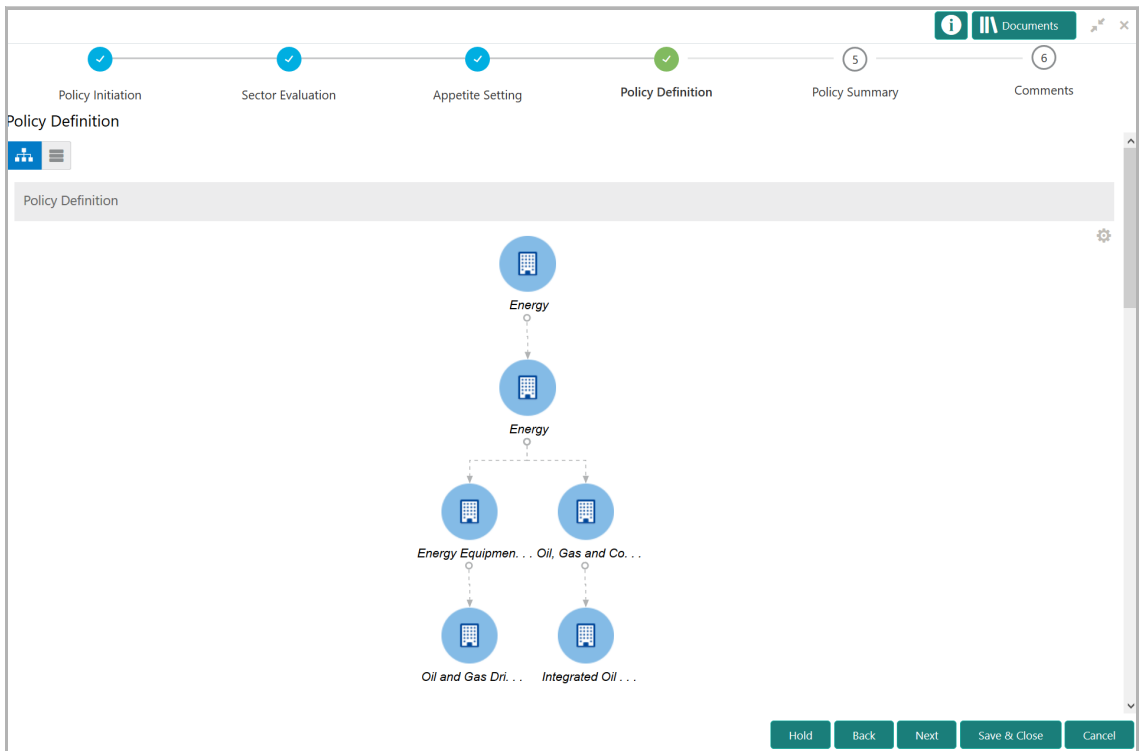 Documents
5
6
Policy Initiation
Sector Evaluation
Appetite Setting
Policy Definition
Policy Summary
Comments
Policy Definition
Policy Definition
Energy
Energy
Energy Equipmen. . .
Oil, Gas and Co. . .
Oil and Gas Dri. . .
Integrated Oil . . .
Hold
Back
Next
Save & Close
Cancel